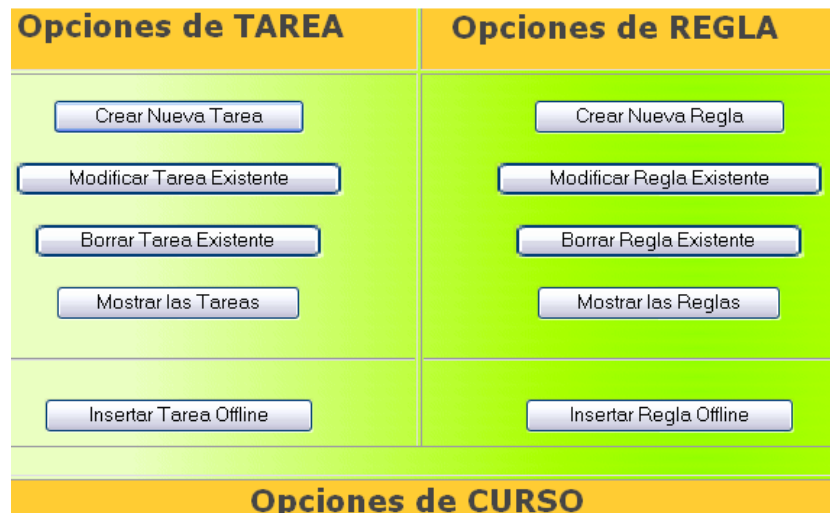 Opciones de TAREA
Opciones de REGLA
Crear Nueva Tarea
Crear Nueva Regla
Modificar Tarea Existente
Modificar Regla Existente
Borrar Tarea Existente
Borrar Regla Existente
Mostrar las Tareas
Mostrar las Reglas
Insertar Tarea Offline
Insertar Regla Offline
Opciones de CURSO